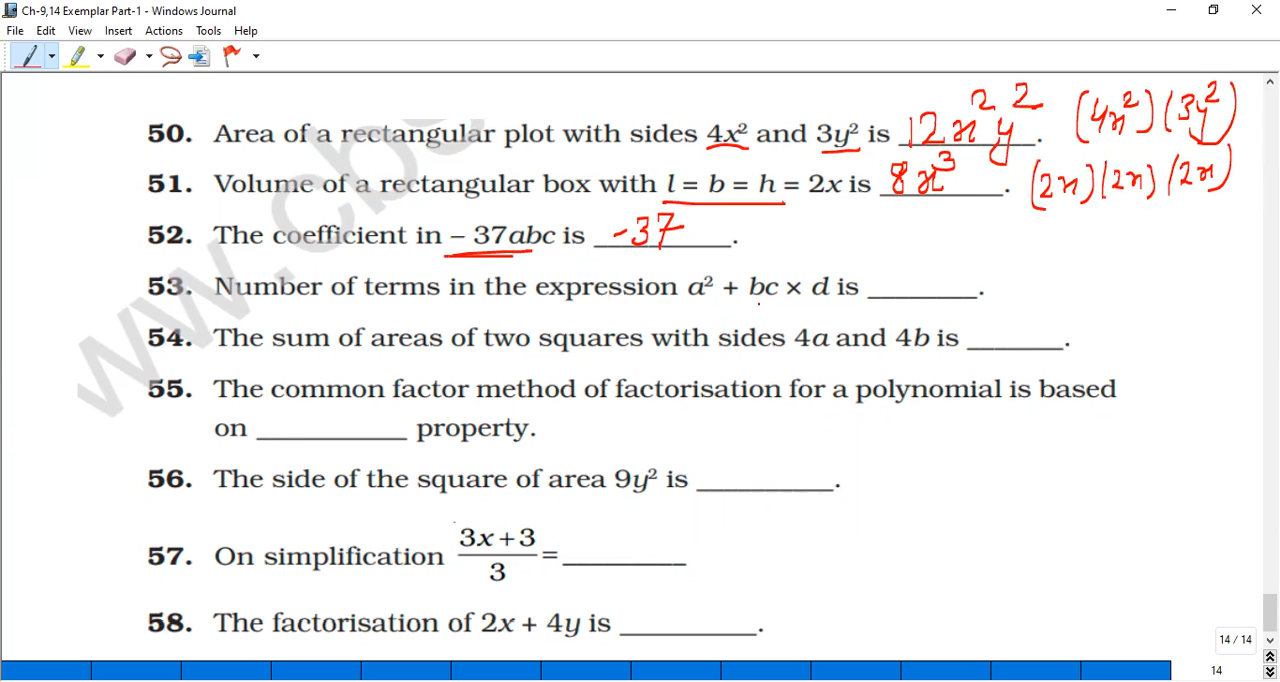 Ch-9,14 Exemplar Part-1 - Windows Journal
File Edit View Insert Actions Tools Help
50. Area of a rectangular plot with sides 4x² and 3y² is 12x²y². (4x²)(3y²)
51. Volume of a rectangular box with l = b = h = 2x is 8x³. (2x)(2x)(2x)
52. The coefficient in – 37abc is -37.
53. Number of terms in the expression a² + bc × d is ________.
54. The sum of areas of two squares with sides 4a and 4b is _______.
55. The common factor method of factorisation for a polynomial is based
on ___________ property.
56. The side of the square of area 9y² is __________.
57. On simplification (3x + 3)/3 = _________
58. The factorisation of 2x + 4y is __________.
www.cbs
14 / 14
14